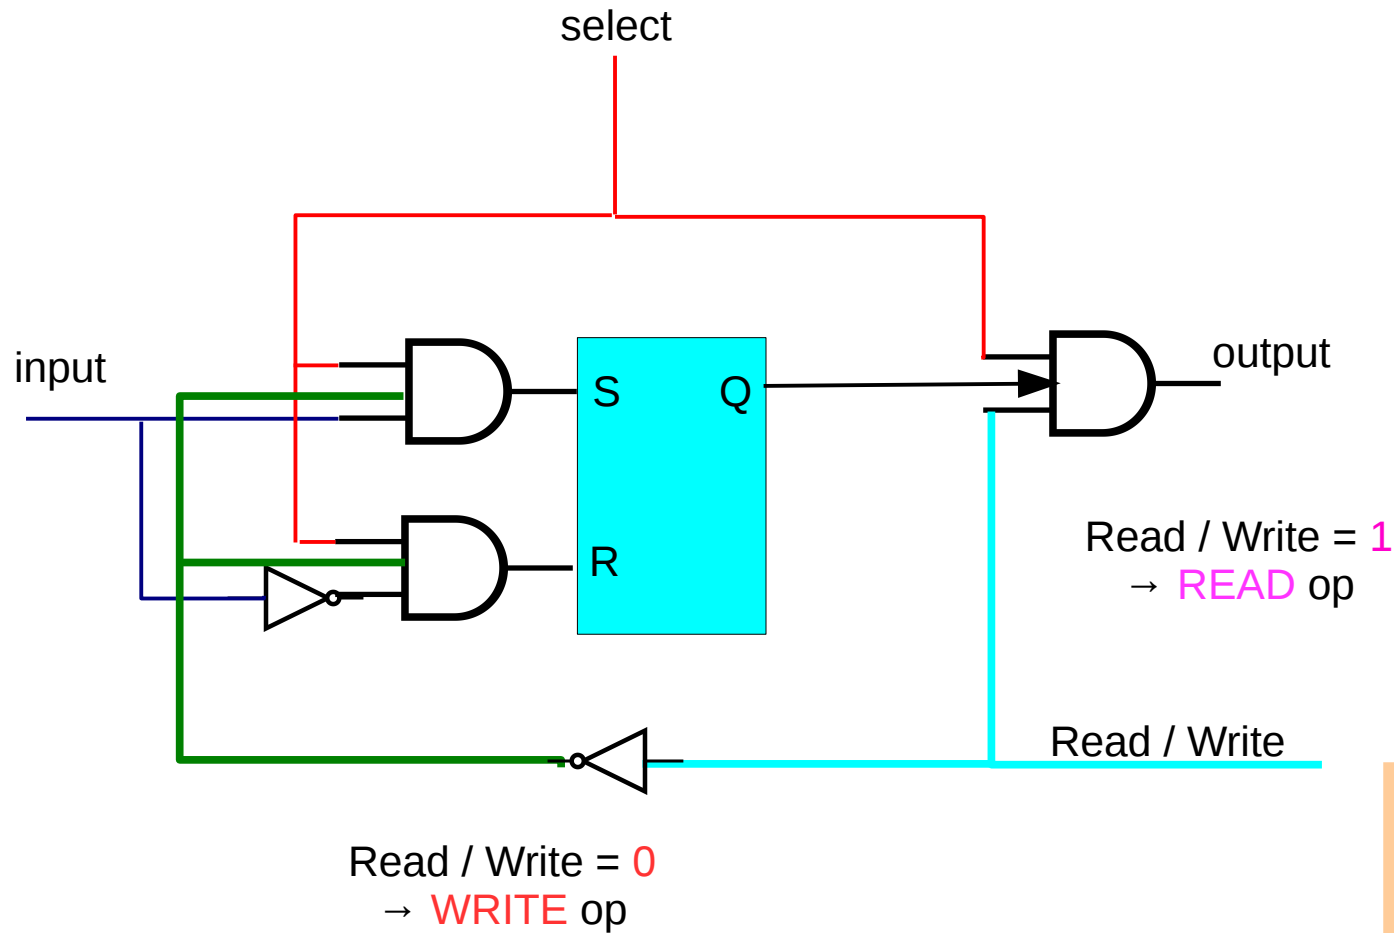 select
input
output
S
Q
R
Read / Write = 1
→ READ op
Read / Write
Read / Write = 0
→ WRITE op